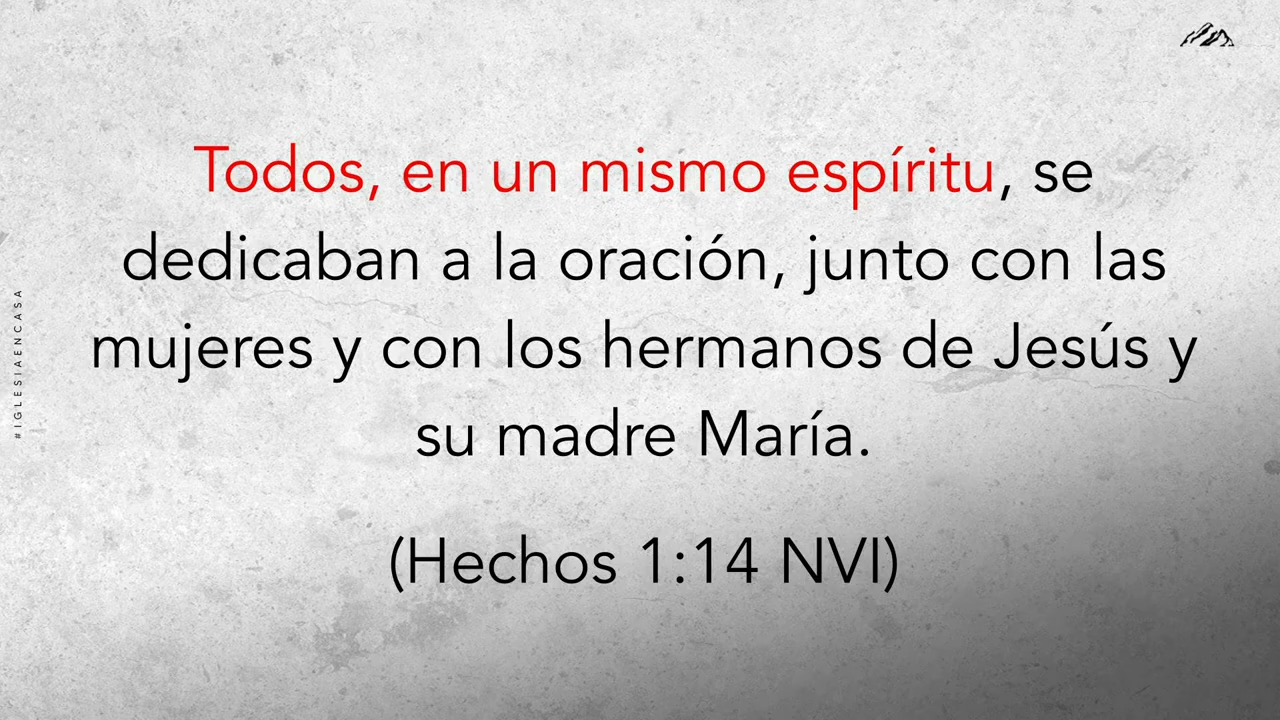 Todos, en un mismo espíritu, se
dedicaban a la oración, junto con las
mujeres y con los hermanos de Jesús y
su madre María.
(Hechos 1:14 NVI)
#IGLESIAENCASA